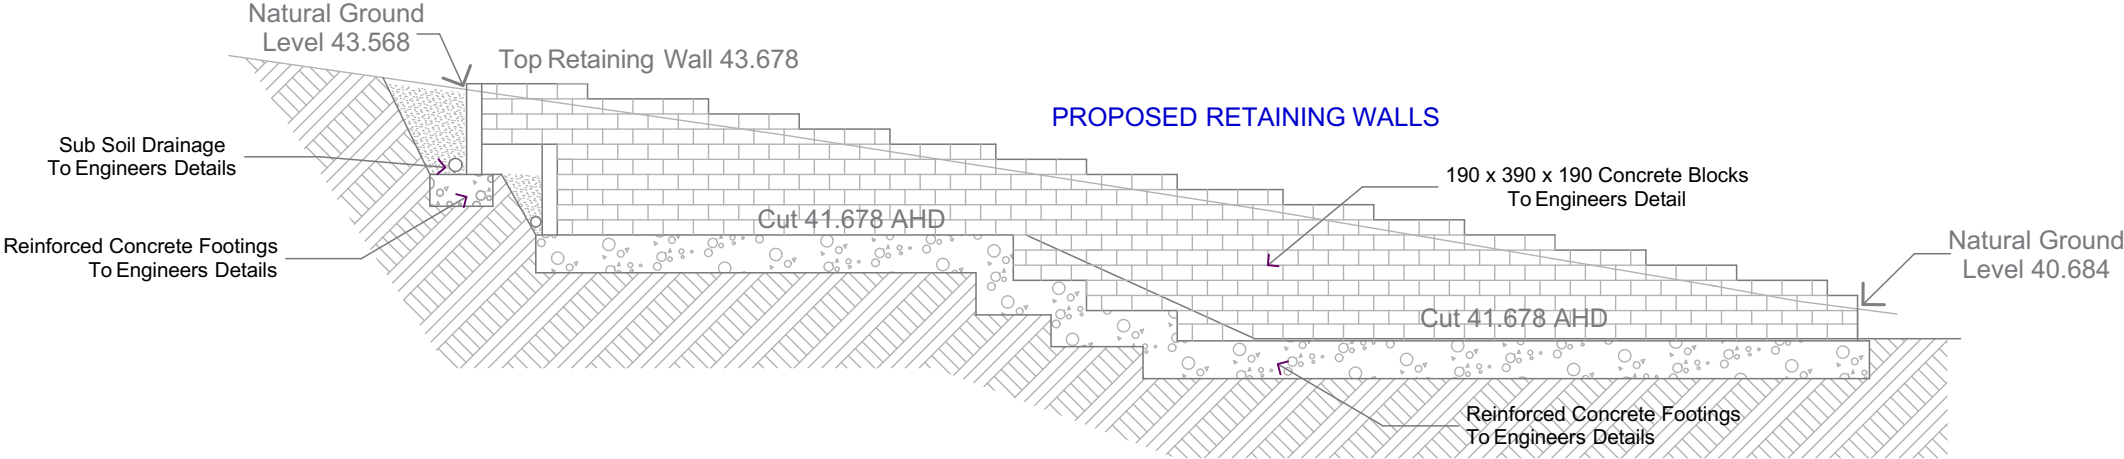 Natural Ground
Level 43.568
Top Retaining Wall 43.678
PROPOSED RETAINING WALLS
Sub Soil Drainage
To Engineers Details
190 x 390 x 190 Concrete Blocks
To Engineers Detail
Cut 41.678 AHD
Reinforced Concrete Footings
To Engineers Details
Natural Ground
Level 40.684
Cut 41.678 AHD
Reinforced Concrete Footings
To Engineers Details